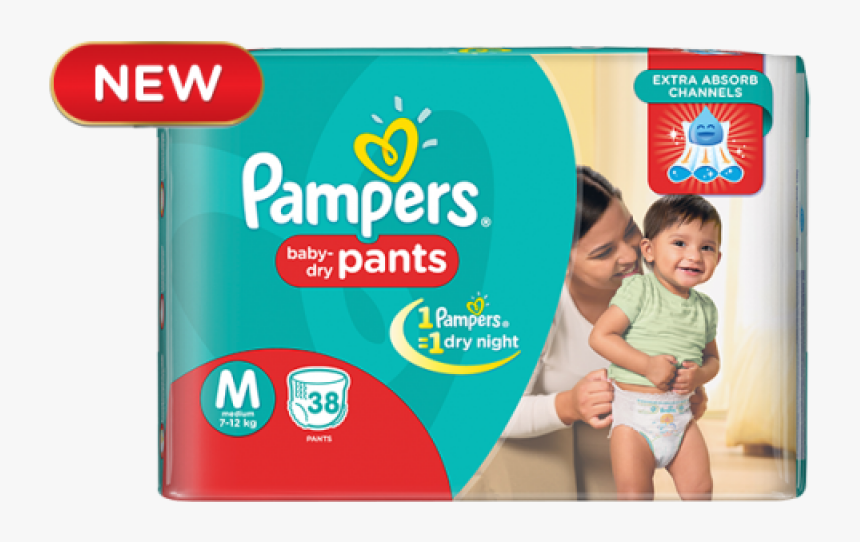 NEW
EXTRA ABSORB
CHANNELS
Pampers®
baby-
dry pants
1 Pampers®
=1 dry night
M
medium
7-12 kg
38
PANTS